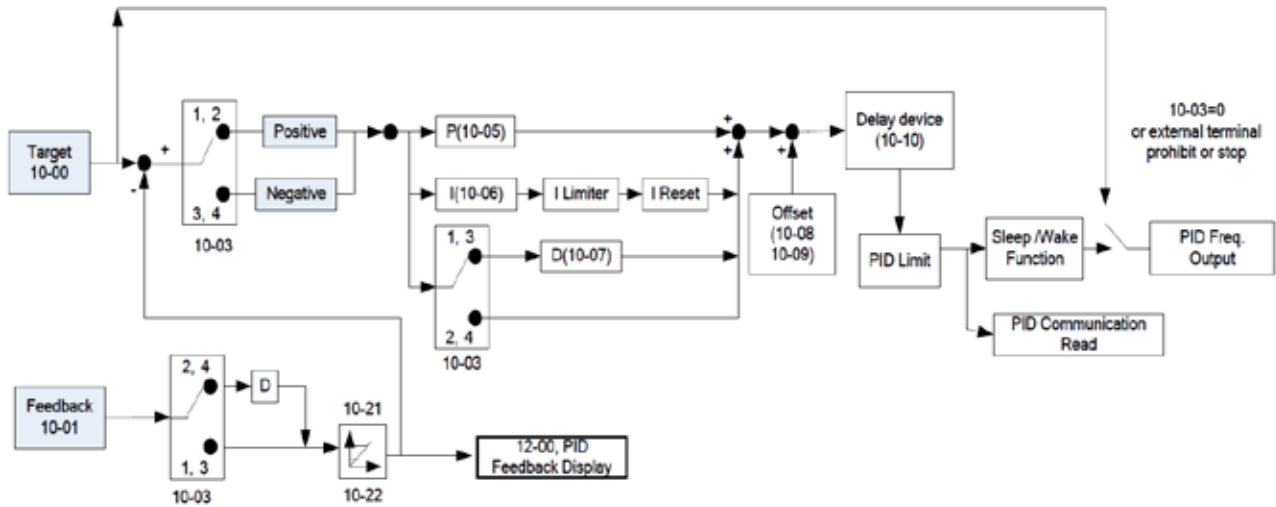 Target
10-00
+
-
1, 2
3, 4
10-03
Positive
Negative
P(10-05)
I(10-06)
I Limiter
I Reset
1, 3
2, 4
10-03
D(10-07)
+
+
+
Offset
(10-08
10-09)
Delay device
(10-10)
PID Limit
Sleep /Wake
Function
10-03=0
or external terminal
prohibit or stop
PID Freq.
Output
PID Communication
Read
Feedback
10-01
2, 4
1, 3
10-03
D
10-21
10-22
12-00, PID
Feedback Display